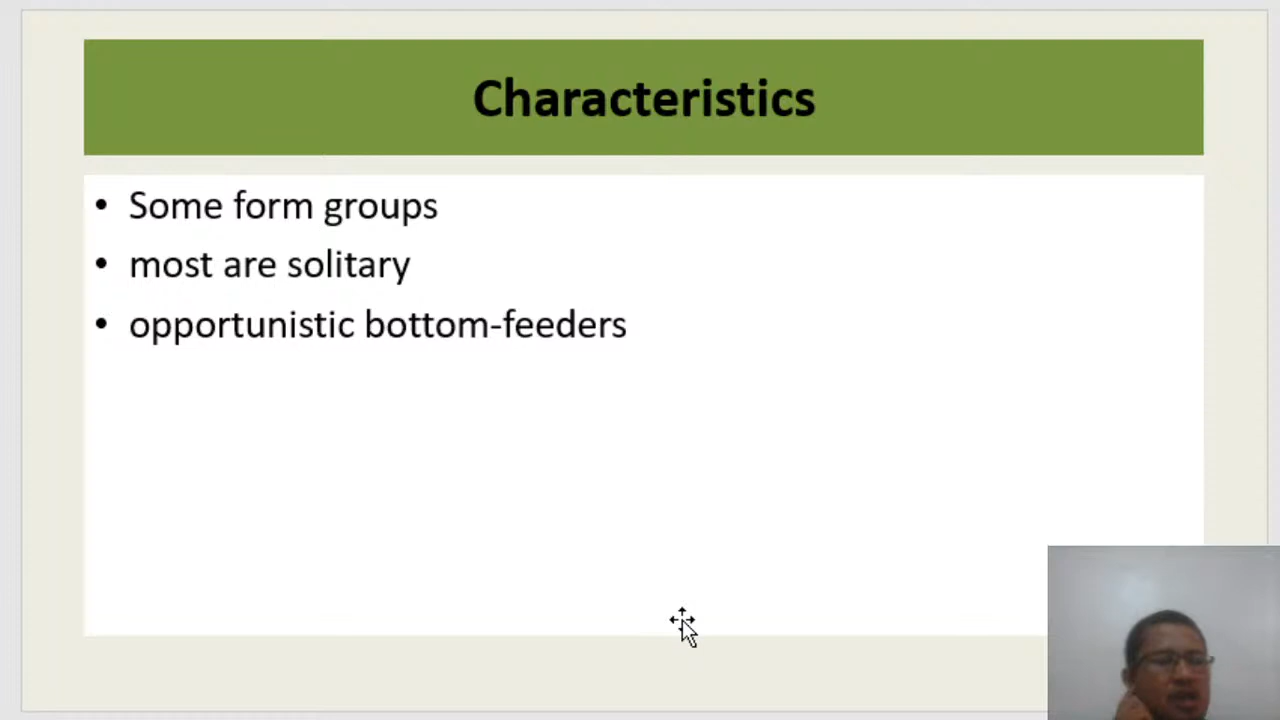 Characteristics
• Some form groups
• most are solitary
• opportunistic bottom-feeders